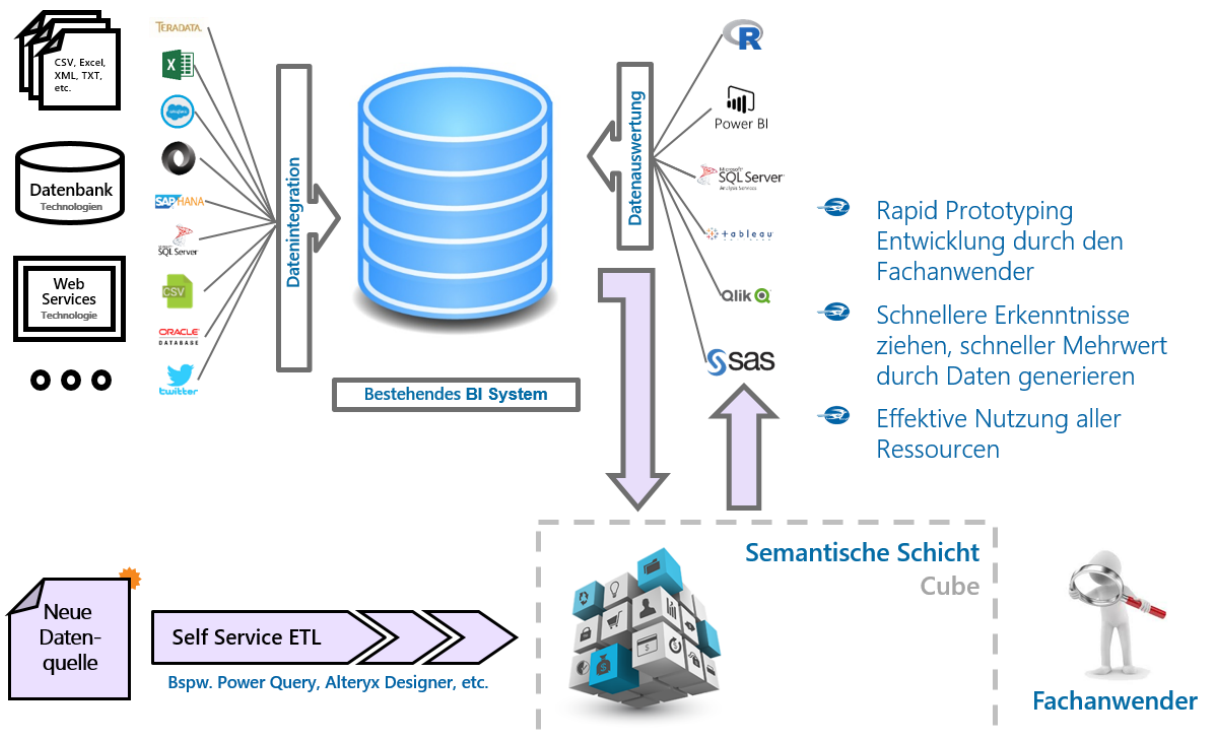 CSV, Excel,
XML, TXT,
etc.
Datenbank
Technologien
Web
Services
Technologie
TERADATA
X
SAP HANA
SQL Server
CSV
ORACLE
DATABASE
twitter
Datenintegration
Bestehendes BI System
Datenauswertung
R
Power BI
Microsoft
SQL Server
Analysis Services
tableau
Qlik
sas
Rapid Prototyping
Entwicklung durch den
Fachanwender
Schnellere Erkenntnisse
ziehen, schneller Mehrwert
durch Daten generieren
Effektive Nutzung aller
Ressourcen
Neue
Daten-
quelle
Self Service ETL
Bspw. Power Query, Alteryx Designer, etc.
Semantische Schicht
Cube
Fachanwender